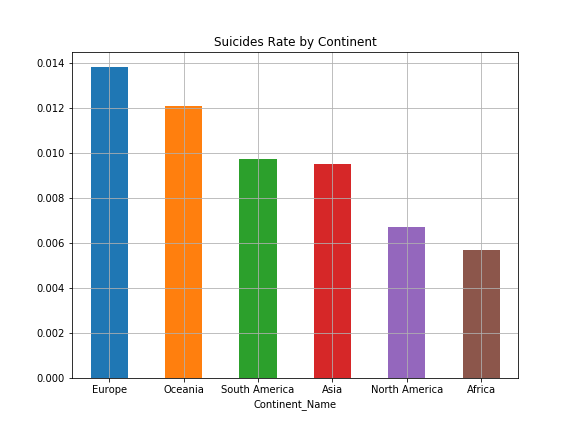 Suicides Rate by Continent
0.014
0.012
0.010
0.008
0.006
0.004
0.002
0.000
Europe Oceania South America Asia North America Africa
Continent_Name